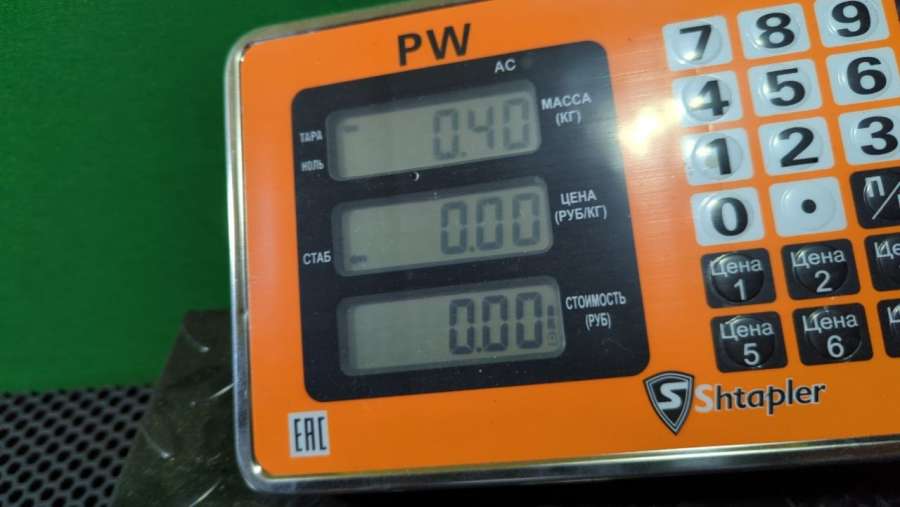 PW
AC
ТАРА
НОЛЬ
0.40
МАССА
(КГ)
СТАБ
0.00
ЦЕНА
(РУБ/КГ)
0.00
СТОИМОСТЬ
(РУБ)
EAC
Shtapler
7 8 9
4 5 6
1 2 3
0 .
Цена 1
Цена 2
Цена 5
Цена 6